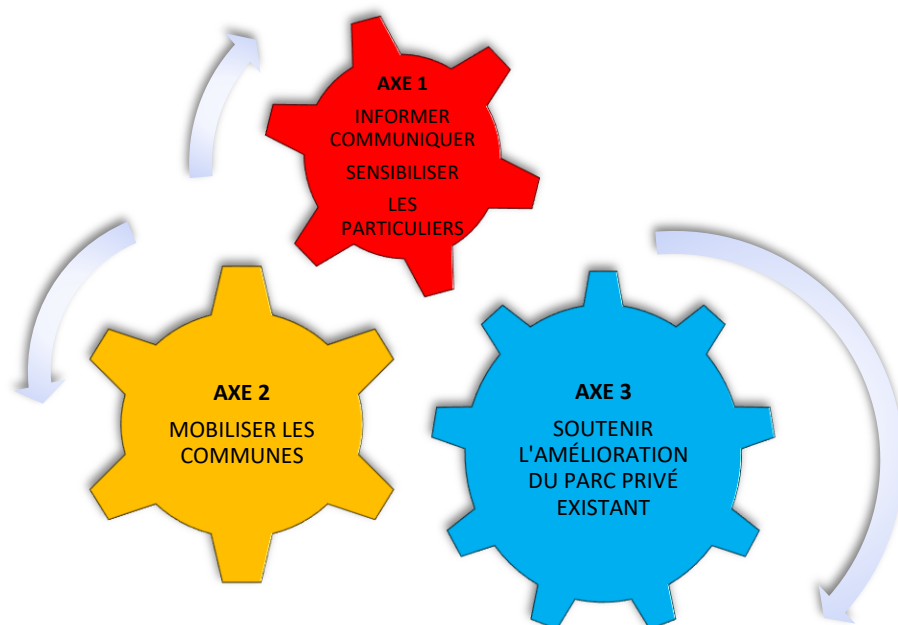 AXE 1
INFORMER
COMMUNIQUER
SENSIBILISER
LES
PARTICULIERS
AXE 2
MOBILISER LES
COMMUNES
AXE 3
SOUTENIR
L'AMÉLIORATION
DU PARC PRIVÉ
EXISTANT